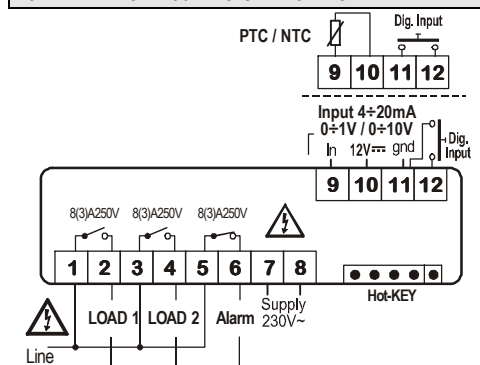 Dig. Input
PTC / NTC
9 10 11 12
Input 4÷20mA
0÷1V / 0÷10V
In 12V gnd
Dig.
Input
9 10 11 12
8(3)A250V 8(3)A250V 8(3)A250V
1 2 3 4 5 6 7 8
Hot-KEY
LOAD 1 LOAD 2 Alarm Supply
230V~
Line